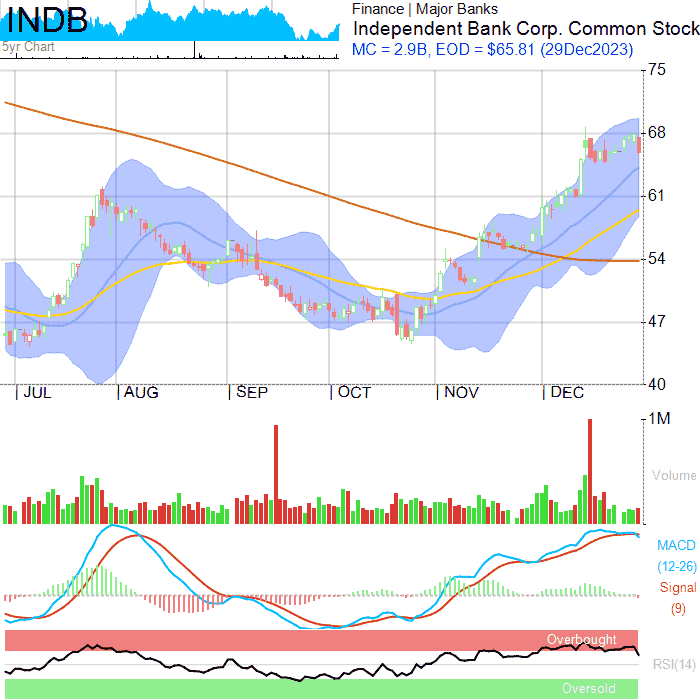 INDB
5yr Chart
Finance | Major Banks
Independent Bank Corp. Common Stock
MC = 2.9B, EOD = $65.81 (29Dec2023)
75
68
61
54
47
40
JUL AUG SEP OCT NOV DEC
1M
Volume
MACD
(12-26)
Signal
(9)
Overbought
RSI(14)
Oversold